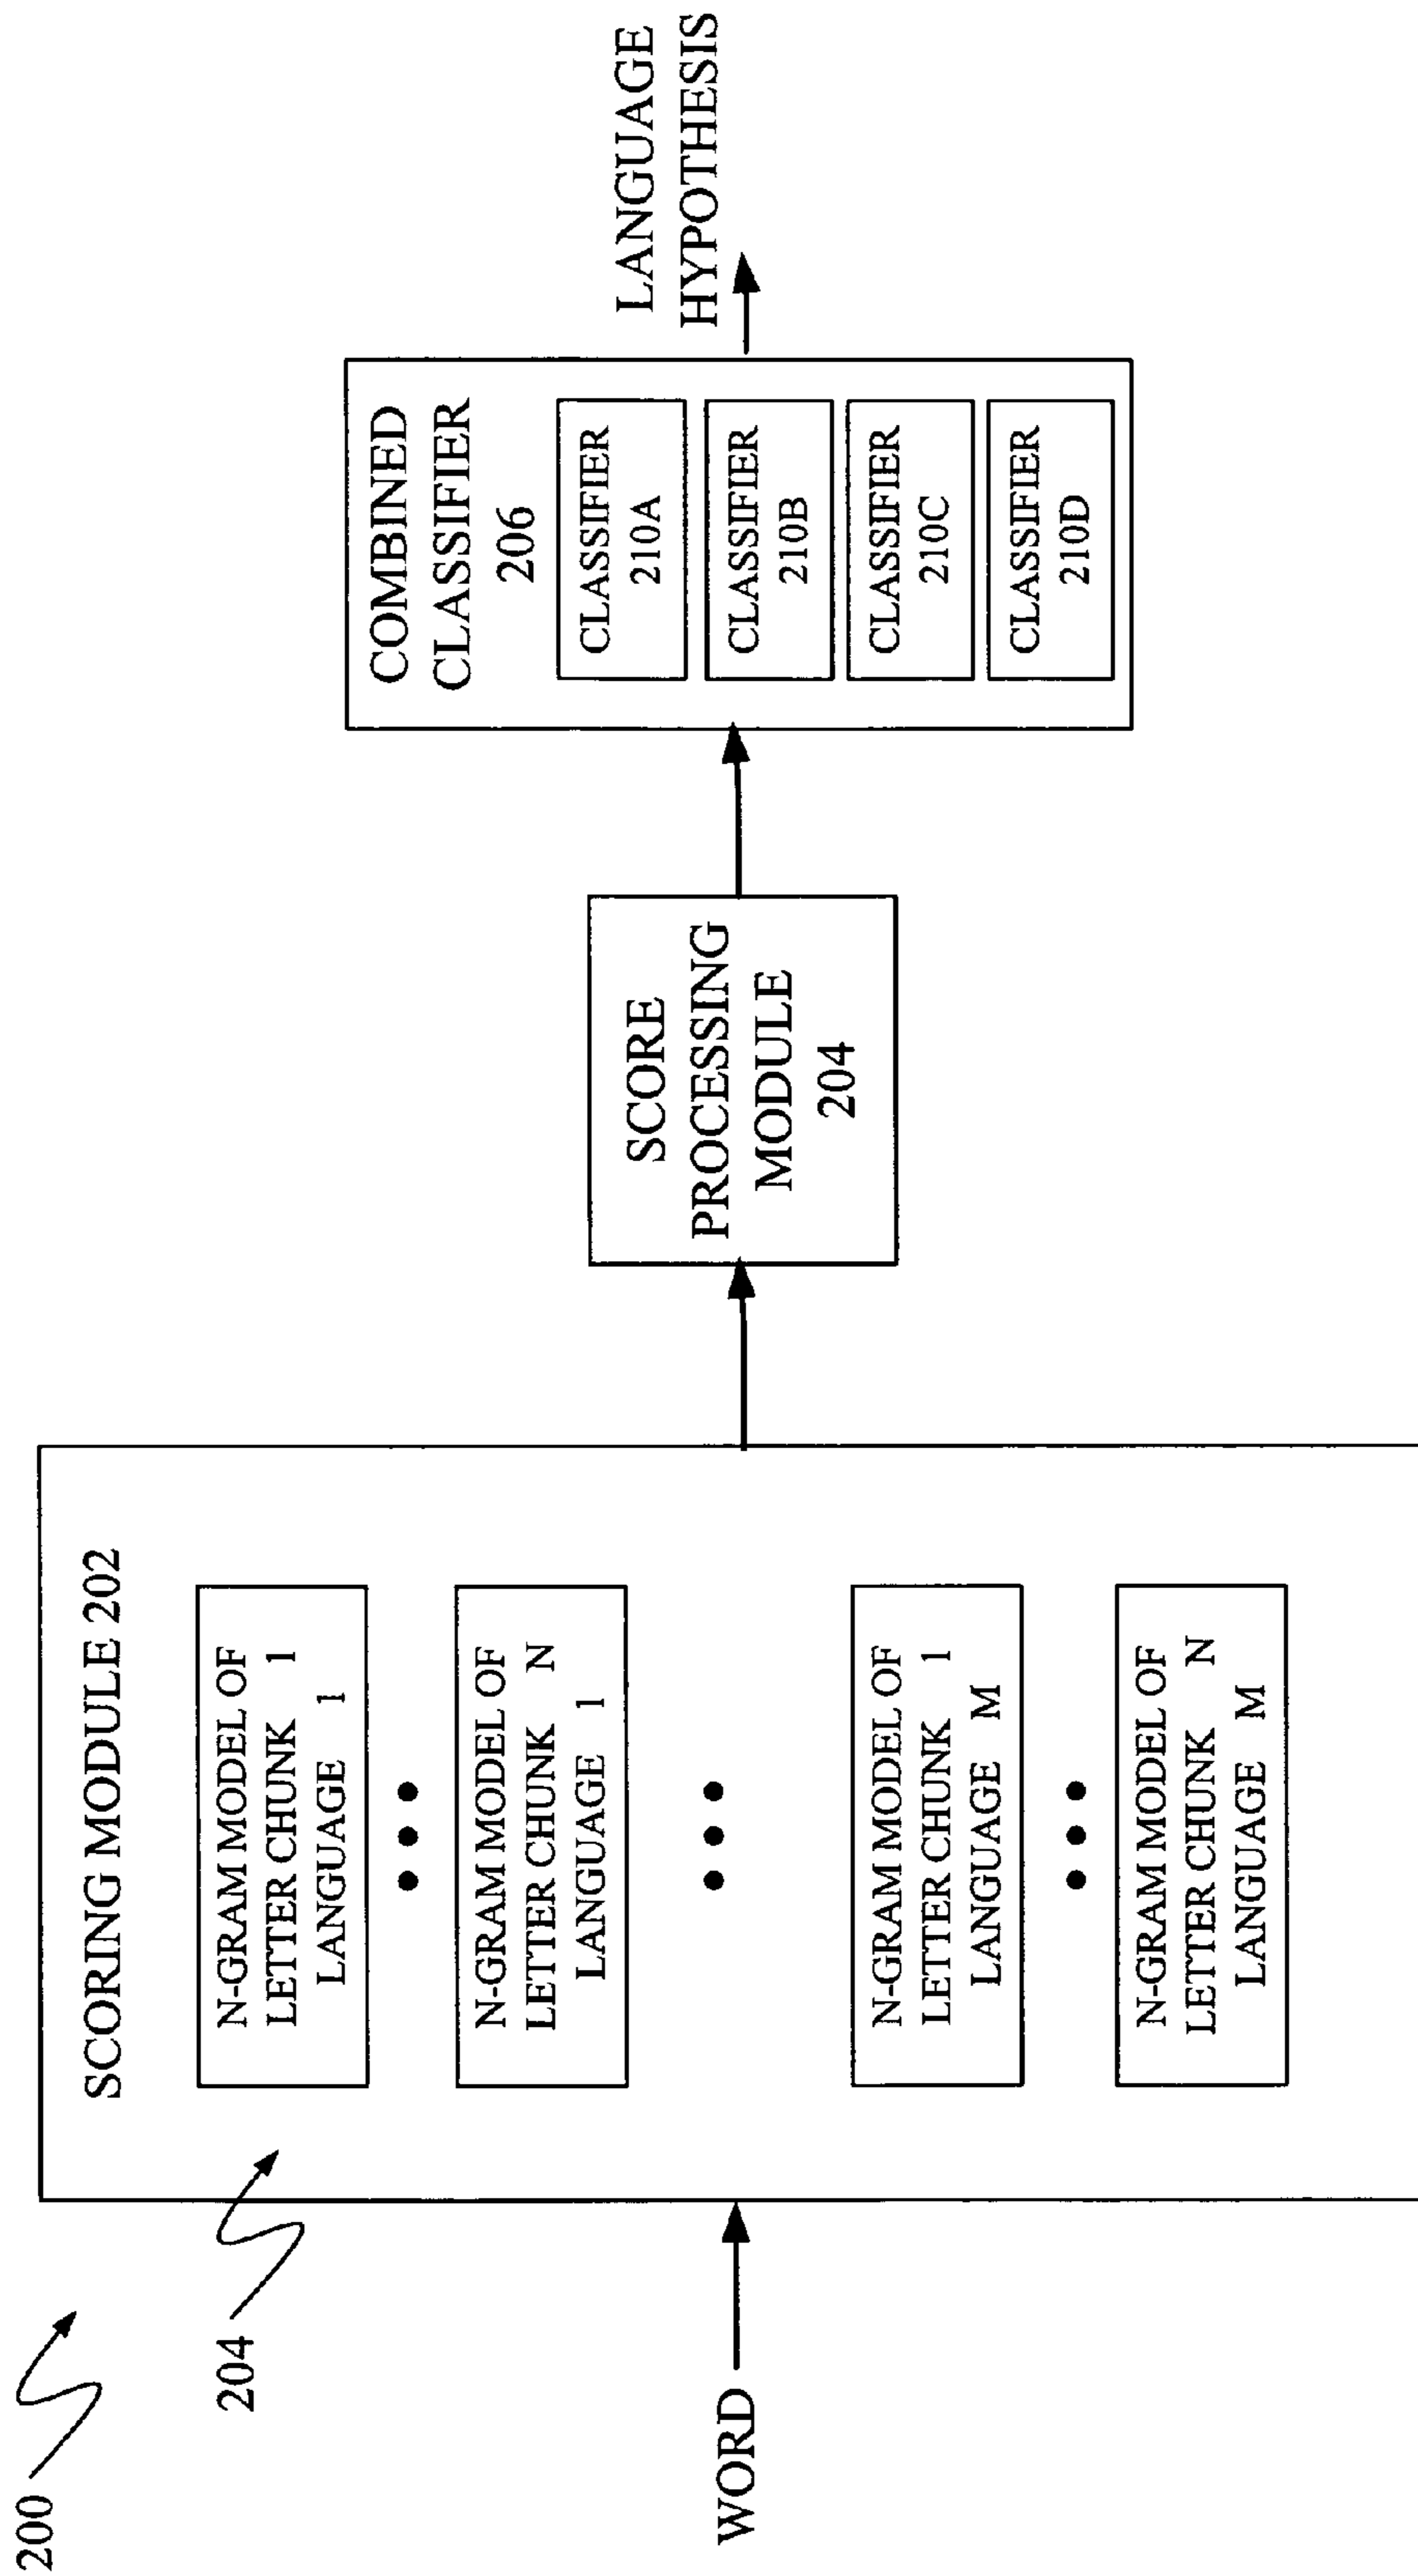 200
204
WORD
SCORING MODULE 202
N-GRAM MODEL OF
LETTER CHUNK 1
LANGUAGE 1
N-GRAM MODEL OF
LETTER CHUNK N
LANGUAGE 1
N-GRAM MODEL OF
LETTER CHUNK 1
LANGUAGE M
N-GRAM MODEL OF
LETTER CHUNK N
LANGUAGE M
SCORE
PROCESSING
MODULE
204
COMBINED
CLASSIFIER
206
CLASSIFIER
210A
CLASSIFIER
210B
CLASSIFIER
210C
CLASSIFIER
210D
LANGUAGE
HYPOTHESIS